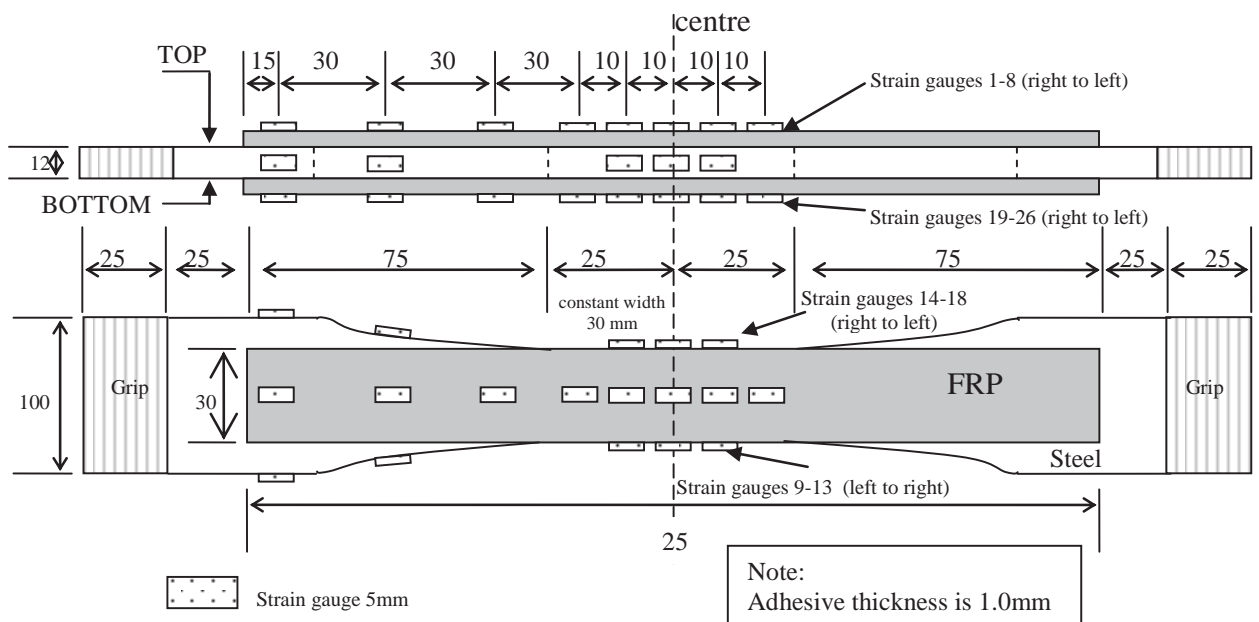 centre
TOP
15
30
30
30
10
10
10
10
Strain gauges 1-8 (right to left)
12
BOTTOM
Strain gauges 19-26 (right to left)
25
25
75
25
25
75
25
25
constant width
30 mm
Strain gauges 14-18
(right to left)
100
Grip
30
FRP
Grip
Steel
Strain gauges 9-13 (left to right)
25
Strain gauge 5mm
Note:
Adhesive thickness is 1.0mm